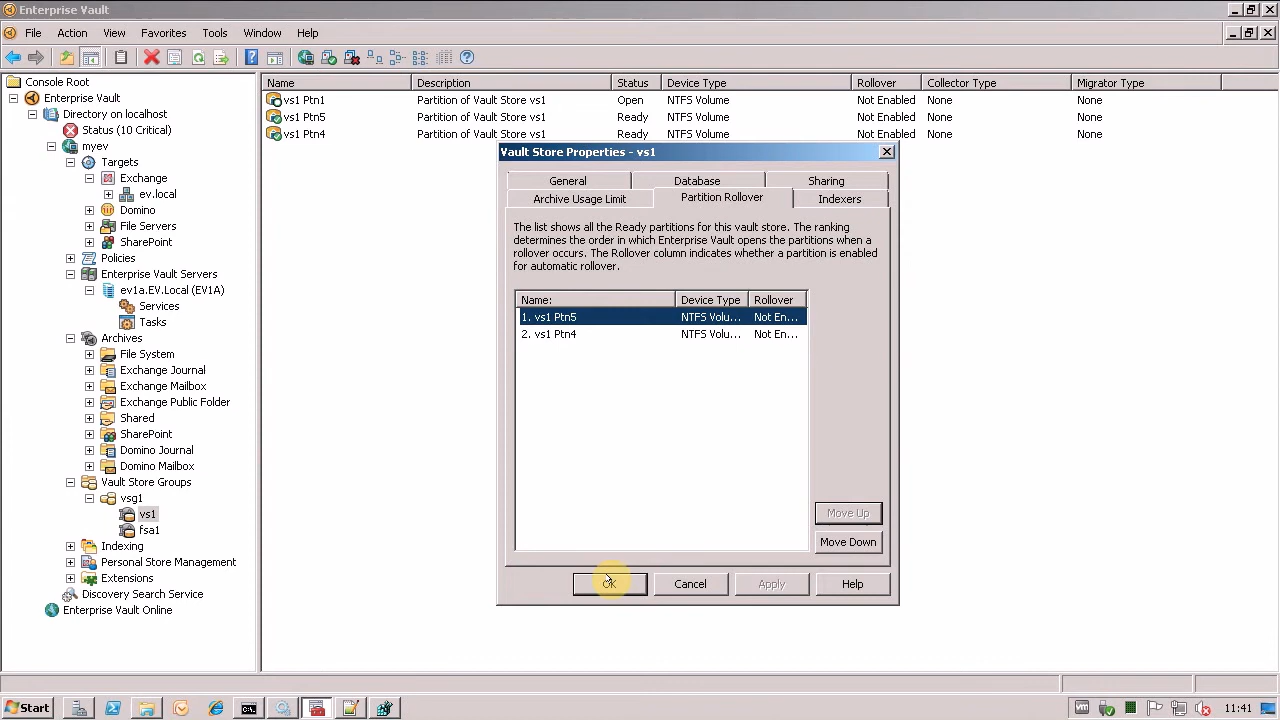 Enterprise Vault
File Action View Favorites Tools Window Help
Console Root
Enterprise Vault
Directory on localhost
Status (10 Critical)
myev
Targets
Exchange
ev.local
Domino
File Servers
SharePoint
Policies
Enterprise Vault Servers
ev1a.EV.Local (EV1A)
Services
Tasks
Archives
File System
Exchange Journal
Exchange Mailbox
Exchange Public Folder
Shared
SharePoint
Domino Journal
Domino Mailbox
Vault Store Groups
vsg1
vs1
fsa1
Indexing
Personal Store Management
Extensions
Discovery Search Service
Enterprise Vault Online
Name Description Status Device Type Rollover Collector Type Migrator Type
vs1 Ptn1 Partition of Vault Store vs1 Open NTFS Volume Not Enabled None None
vs1 Ptn5 Partition of Vault Store vs1 Ready NTFS Volume Not Enabled None None
vs1 Ptn4 Partition of Vault Store vs1 Ready NTFS Volume Not Enabled None None
Vault Store Properties - vs1
General Database Sharing
Archive Usage Limit Partition Rollover Indexers
The list shows all the Ready partitions for this vault store. The ranking
determines the order in which Enterprise Vault opens the partitions when a
rollover occurs. The Rollover column indicates whether a partition is enabled
for automatic rollover.
Name: Device Type Rollover
1. vs1 Ptn5 NTFS Volu... Not En...
2. vs1 Ptn4 NTFS Volu... Not En...
Move Up
Move Down
OK Cancel Apply Help
Start
vm
11:41